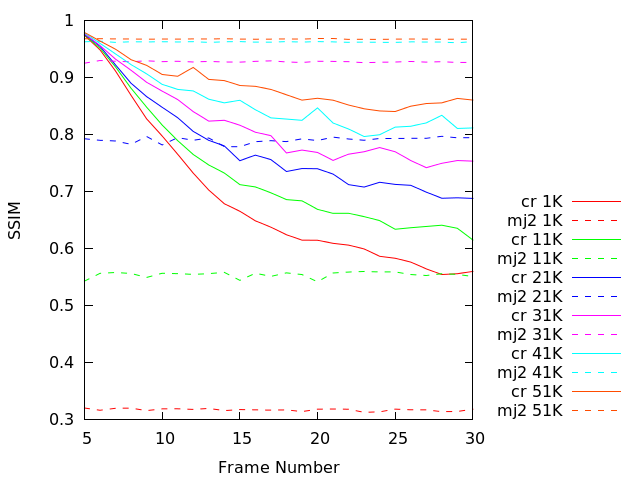 1
0.9
0.8
0.7
0.6
0.5
0.4
0.3
SSIM
5
10
15
20
25
30
Frame Number
cr 1K
mj2 1K
cr 11K
mj2 11K
cr 21K
mj2 21K
cr 31K
mj2 31K
cr 41K
mj2 41K
cr 51K
mj2 51K